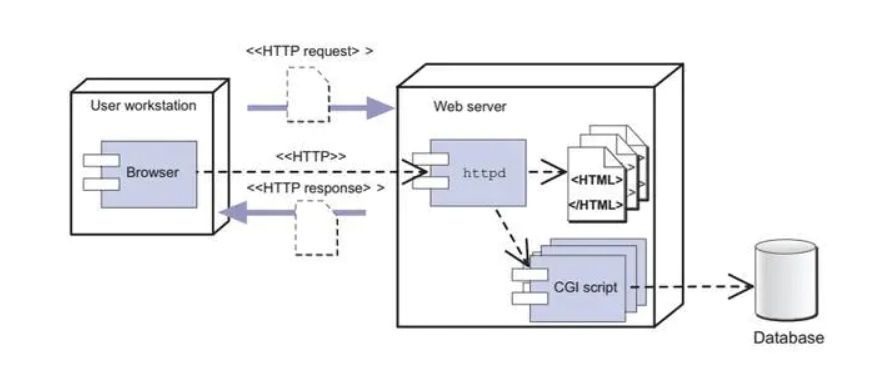 <<HTTP request> >
User workstation
Web server
Browser
<<HTTP>>
httpd
<HTML>
</HTML>
> >
<<HTTP response> >
CGI script
Database